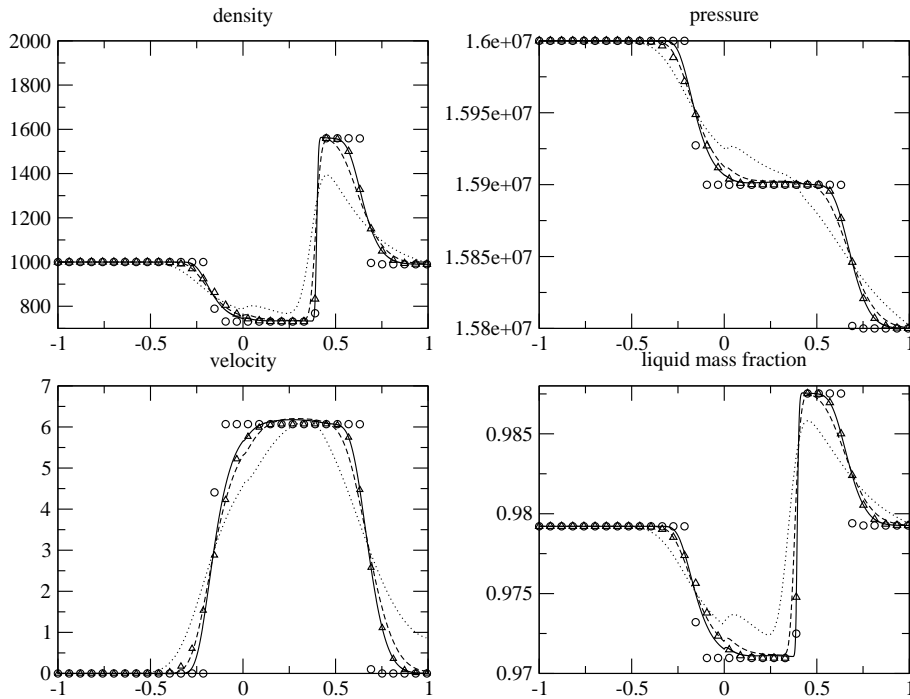 density
pressure
2000
1800
1600
1400
1200
1000
800
-1 -0.5 0 0.5 1
1.6e+07
1.595e+07
1.59e+07
1.585e+07
1.58e+07
-1 -0.5 0 0.5 1
velocity
liquid mass fraction
7
6
5
4
3
2
1
0
-1 -0.5 0 0.5 1
0.985
0.98
0.975
0.97
-1 -0.5 0 0.5 1